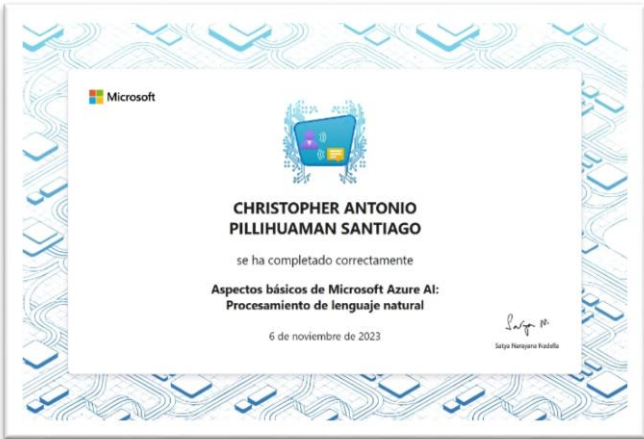 Microsoft
CHRISTOPHER ANTONIO
PILLIHUAMAN SANTIAGO
se ha completado correctamente
Aspectos básicos de Microsoft Azure AI:
Procesamiento de lenguaje natural
6 de noviembre de 2023
Satya N.
Satya Narayana Nadella